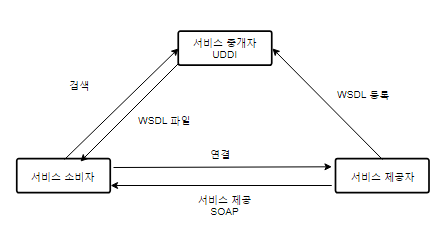 서비스 중개자
UDDI
검색
WSDL 등록
WSDL 파일
연결
서비스 소비자
서비스 제공자
서비스 제공
SOAP